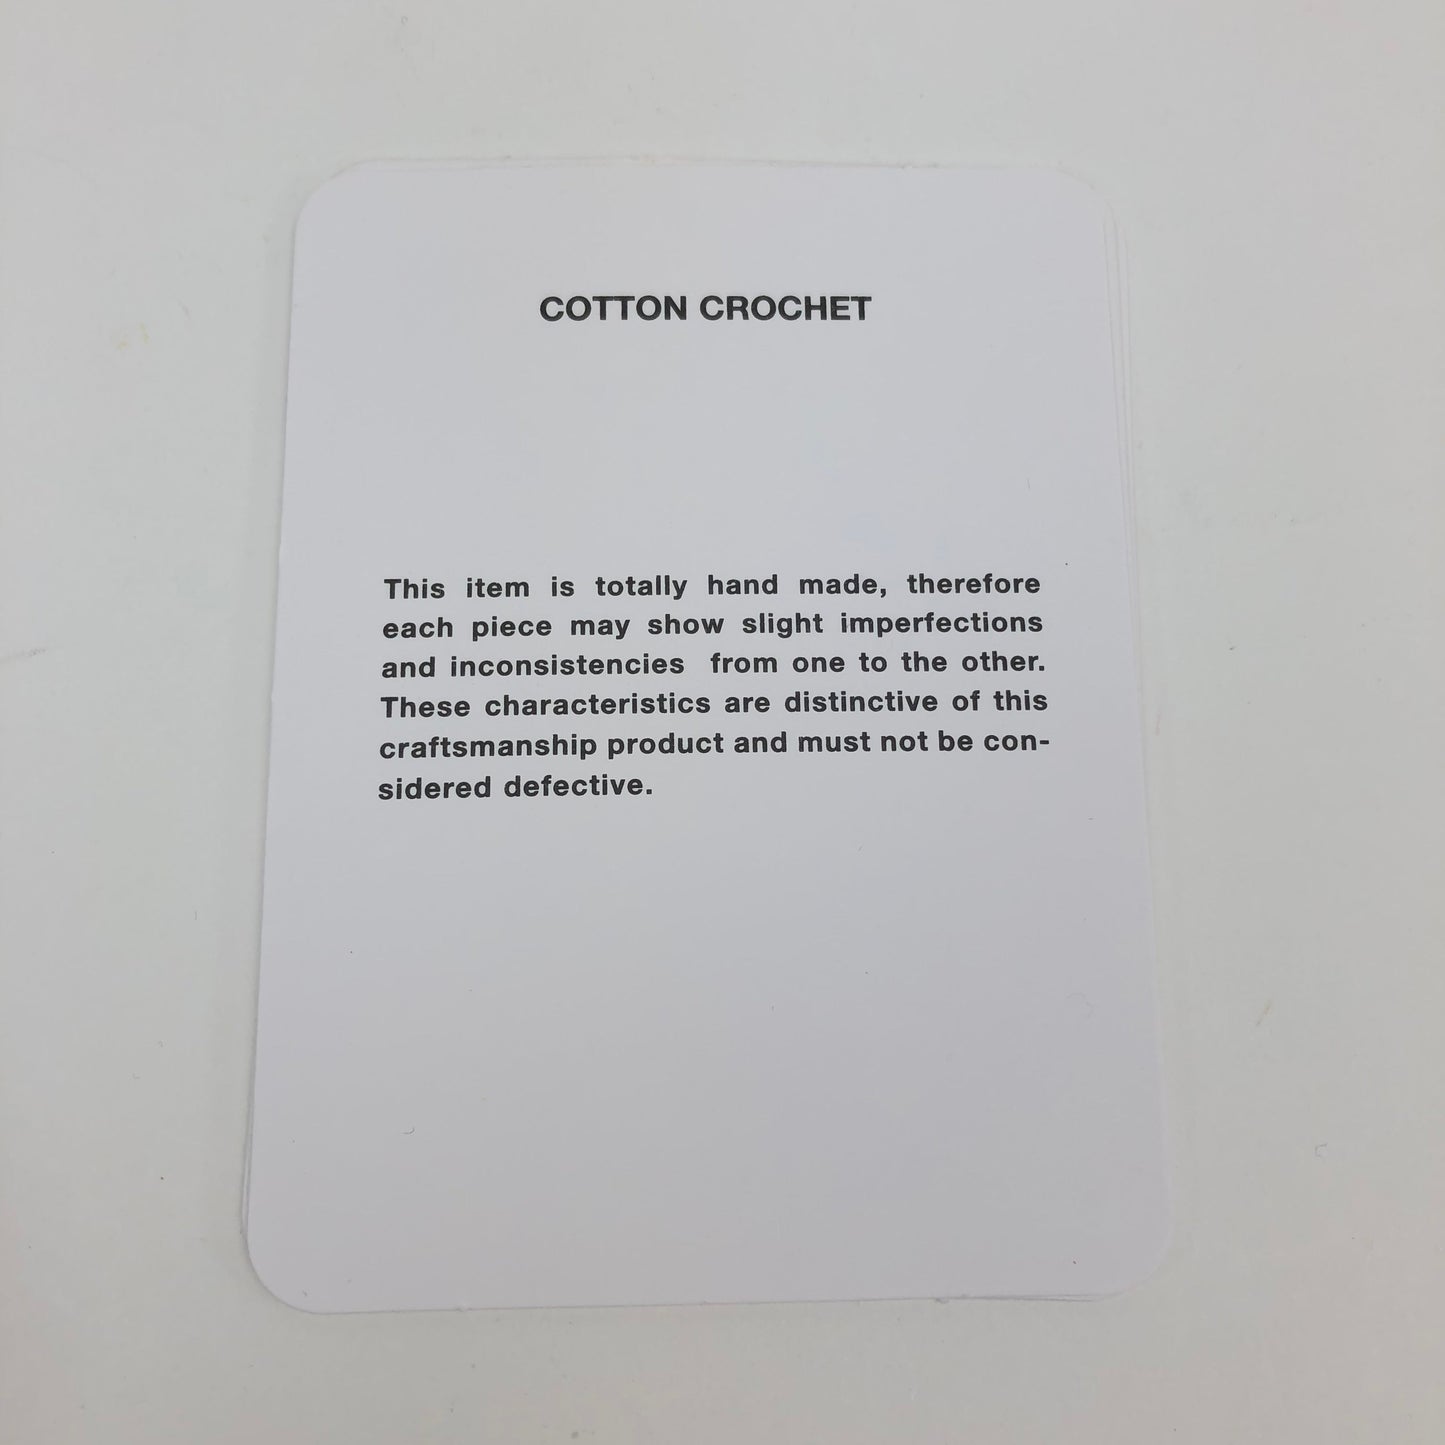 COTTON CROCHET
This item is totally hand made, therefore
each piece may show slight imperfections
and inconsistencies from one to the other.
These characteristics are distinctive of this
craftsmanship product and must not be con-
sidered defective.